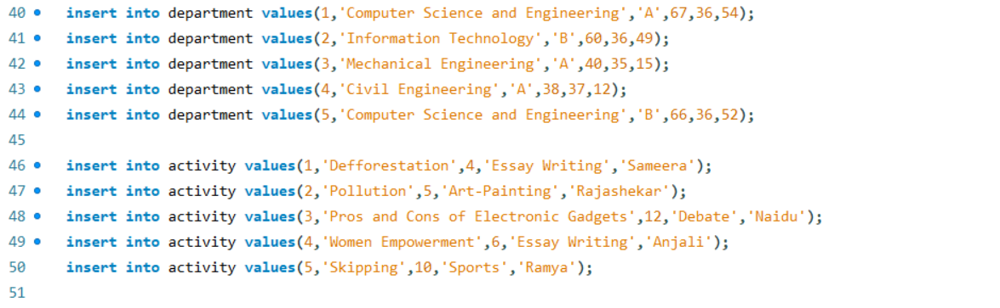 40 insert into department values(1,'Computer Science and Engineering','A',67,36,54);
41 insert into department values(2,'Information Technology','B',60,36,49);
42 insert into department values(3,'Mechanical Engineering','A',40,35,15);
43 insert into department values(4,'Civil Engineering','A',38,37,12);
44 insert into department values(5,'Computer Science and Engineering','B',66,36,52);
45
46 insert into activity values(1,'Defforestation',4,'Essay Writing','Sameera');
47 insert into activity values(2,'Pollution',5,'Art-Painting','Rajashekar');
48 insert into activity values(3,'Pros and Cons of Electronic Gadgets',12,'Debate','Naidu');
49 insert into activity values(4,'Women Empowerment',6,'Essay Writing','Anjali');
50 insert into activity values(5,'Skipping',10,'Sports','Ramya');
51